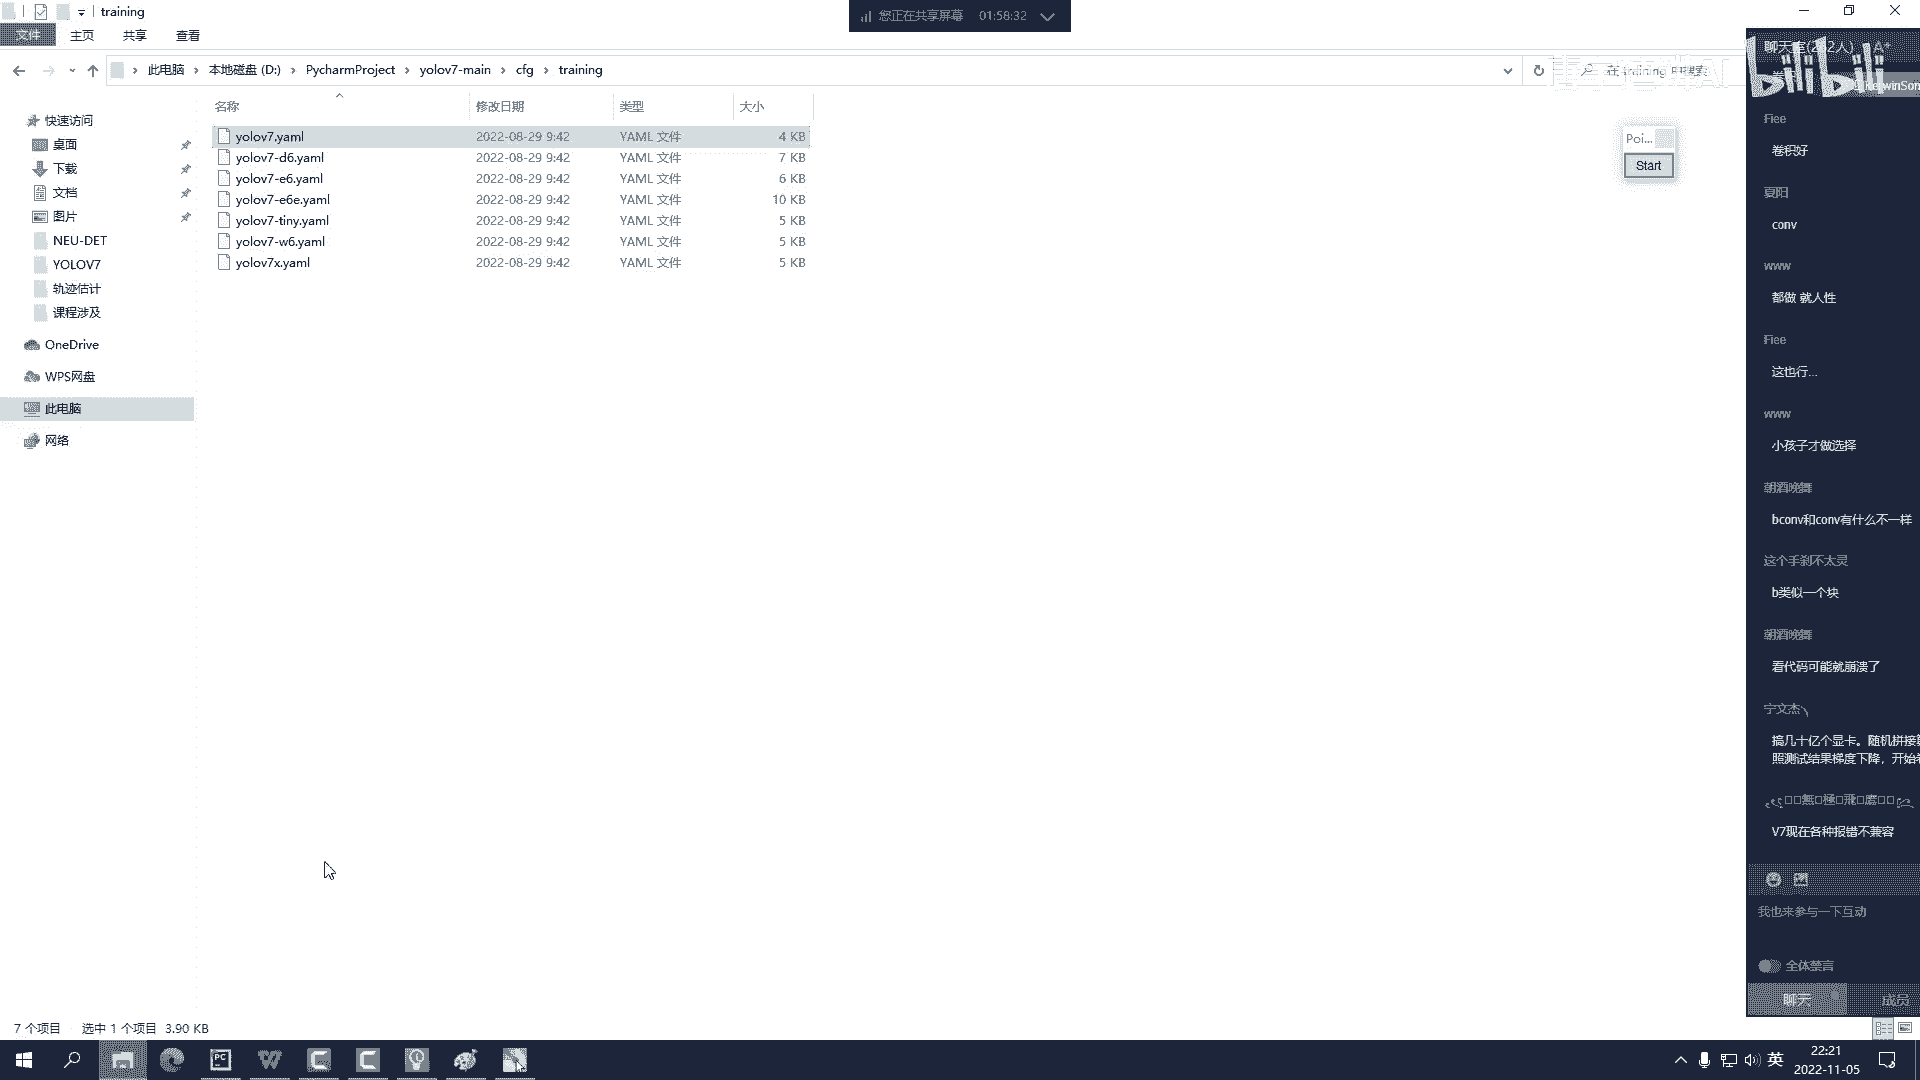 training
您正在共享屏幕 01:58:32
文件 主页 共享 查看
此电脑 › 本地磁盘 (D:) › PycharmProject › yolov7-main › cfg › training
bilibili
名称 修改日期 类型 大小
yolov7.yaml 2022-08-29 9:42 YAML 文件 4 KB
yolov7-d6.yaml 2022-08-29 9:42 YAML 文件 7 KB
yolov7-e6.yaml 2022-08-29 9:42 YAML 文件 6 KB
yolov7-e6e.yaml 2022-08-29 9:42 YAML 文件 10 KB
yolov7-tiny.yaml 2022-08-29 9:42 YAML 文件 5 KB
yolov7-w6.yaml 2022-08-29 9:42 YAML 文件 5 KB
yolov7x.yaml 2022-08-29 9:42 YAML 文件 5 KB
快速访问
桌面
下载
文档
图片
NEU-DET
YOLOV7
轨迹估计
课程涉及
OneDrive
WPS网盘
此电脑
网络
Poi...
Start
Fiee
卷积好
夏阳
conv
www
都做 就人性
Fiee
这也行...
www
小孩子才做选择
朝酒晚舞
bconv和conv有什么不一样
这个手刹不太灵
b类似一个块
朝酒晚舞
看代码可能就崩溃了
宁文杰
搞几十亿个显卡。随机拼接
照测试结果梯度下降，开始
V7现在各种报错不兼容
我也来参与一下互动
全体禁言
聊天 成员
7 个项目 选中 1 个项目 3.90 KB
英
22:21
2022-11-05